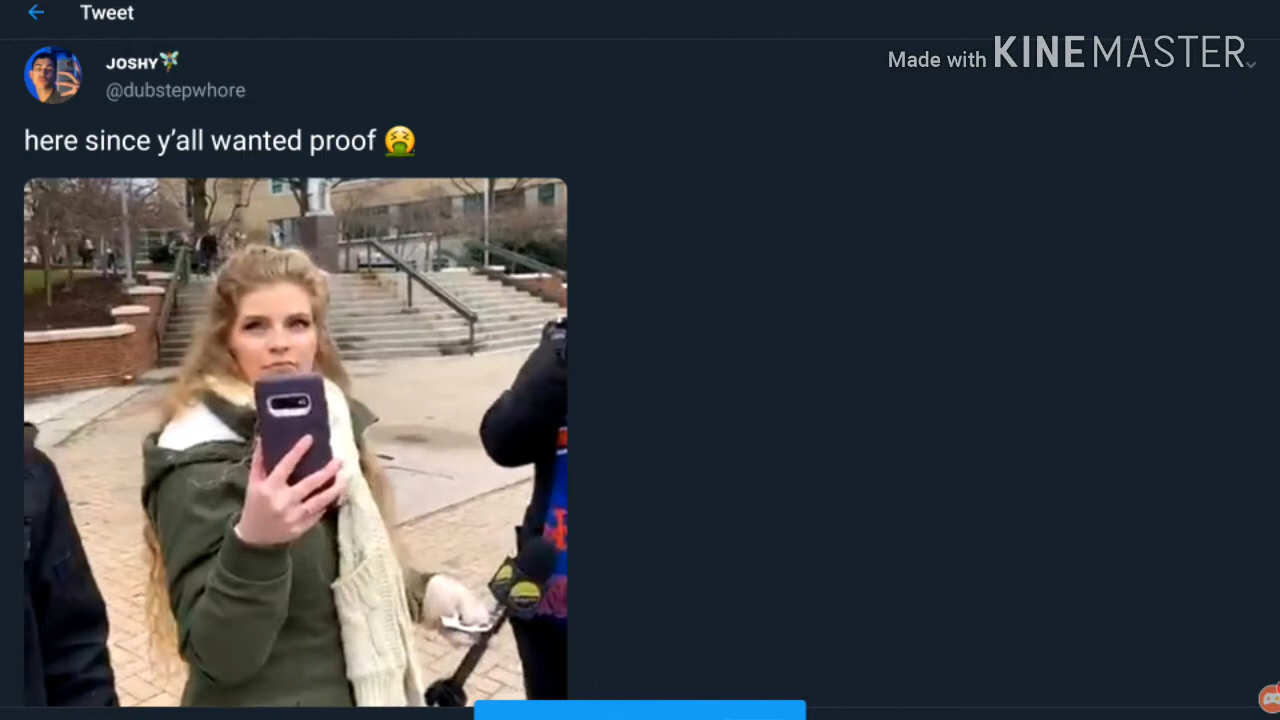 Tweet
JOSHY🧚
@dubstepwhore
Made with KINEMASTER
here since y’all wanted proof 🤮